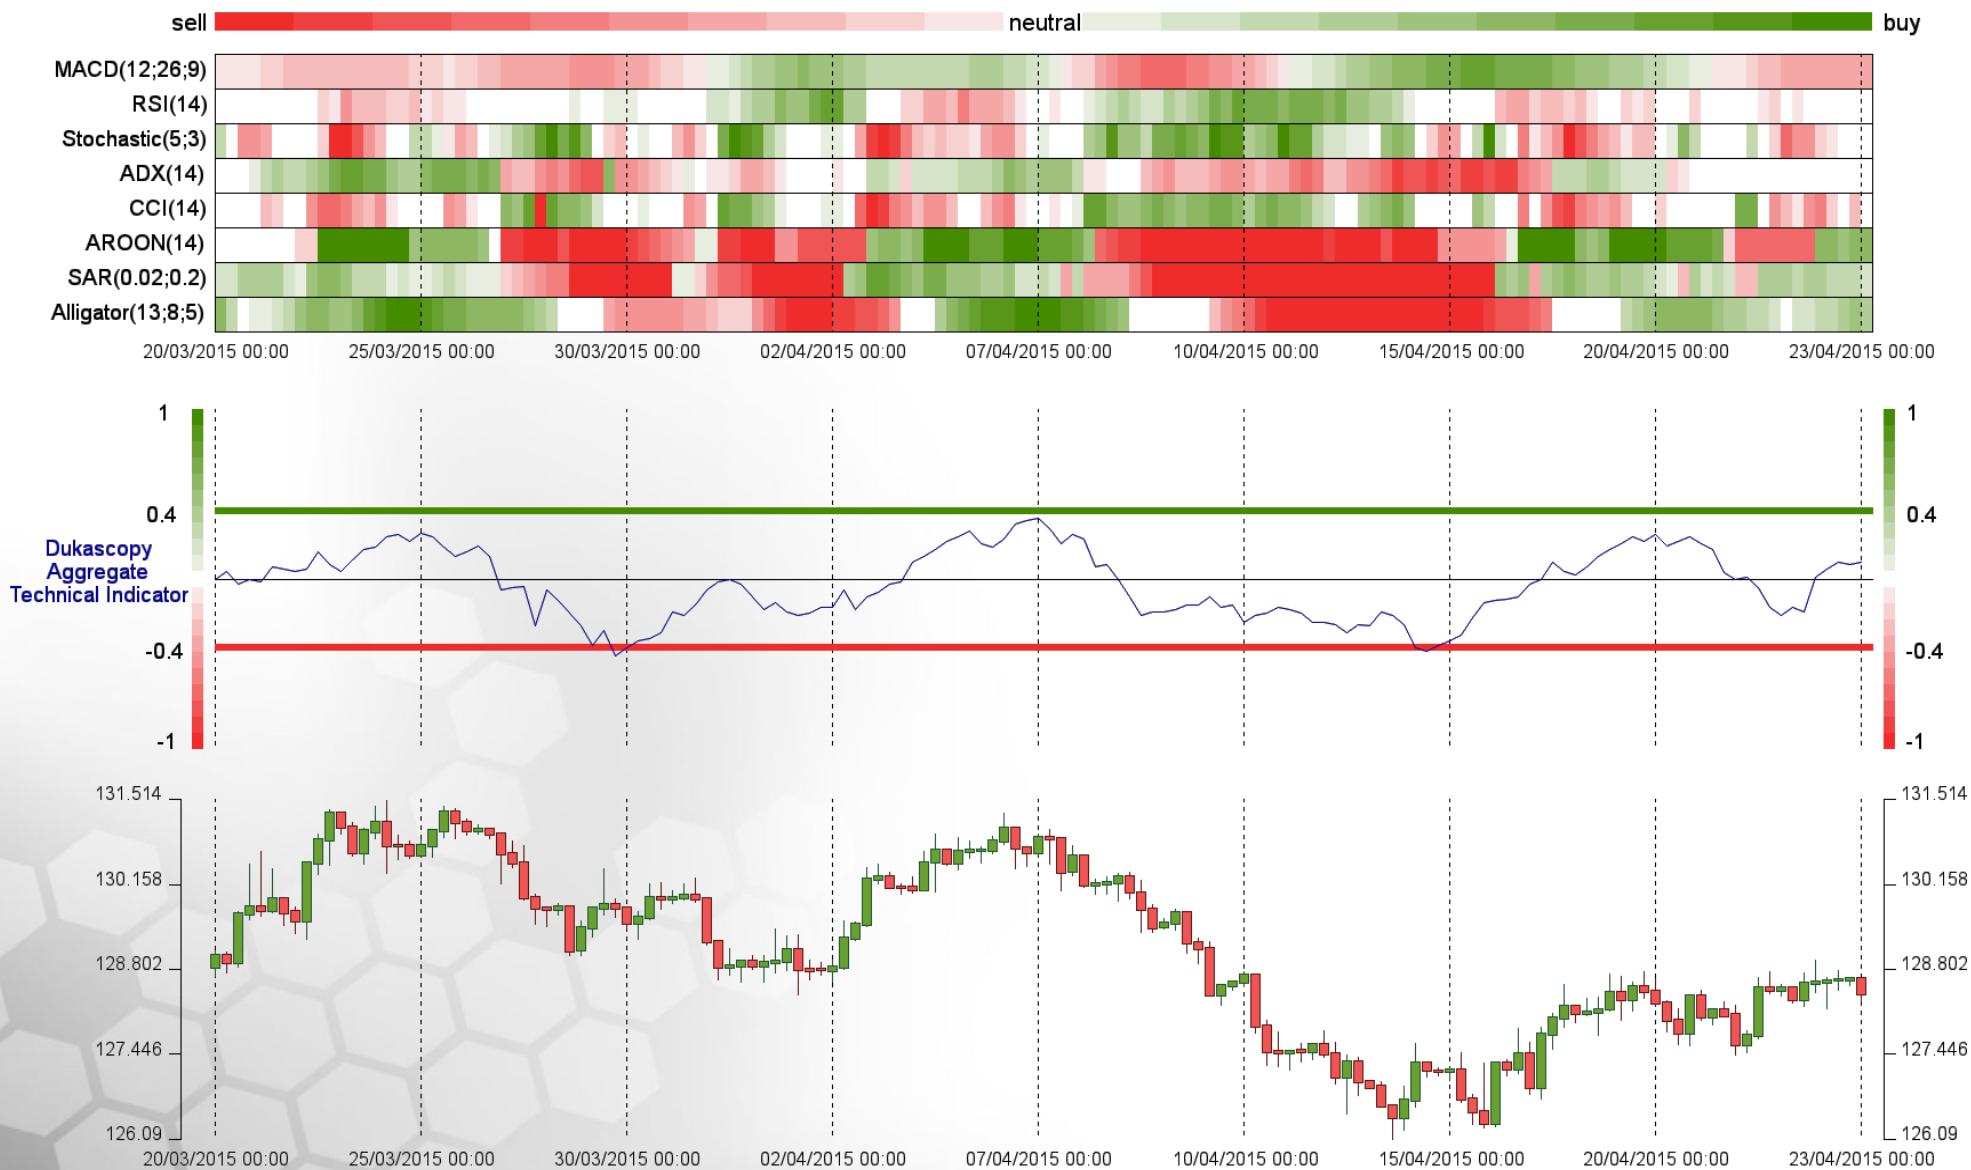 sell neutral buy
MACD(12;26;9)
RSI(14)
Stochastic(5;3)
ADX(14)
CCI(14)
AROON(14)
SAR(0.02;0.2)
Alligator(13;8;5)
20/03/2015 00:00 25/03/2015 00:00 30/03/2015 00:00 02/04/2015 00:00 07/04/2015 00:00 10/04/2015 00:00 15/04/2015 00:00 20/04/2015 00:00 23/04/2015 00:00
1 1
0.4 0.4
Dukascopy
Aggregate
Technical Indicator
-0.4 -0.4
-1 -1
131.514 131.514
130.158 130.158
128.802 128.802
127.446 127.446
126.09 126.09
20/03/2015 00:00 25/03/2015 00:00 30/03/2015 00:00 02/04/2015 00:00 07/04/2015 00:00 10/04/2015 00:00 15/04/2015 00:00 20/04/2015 00:00 23/04/2015 00:00